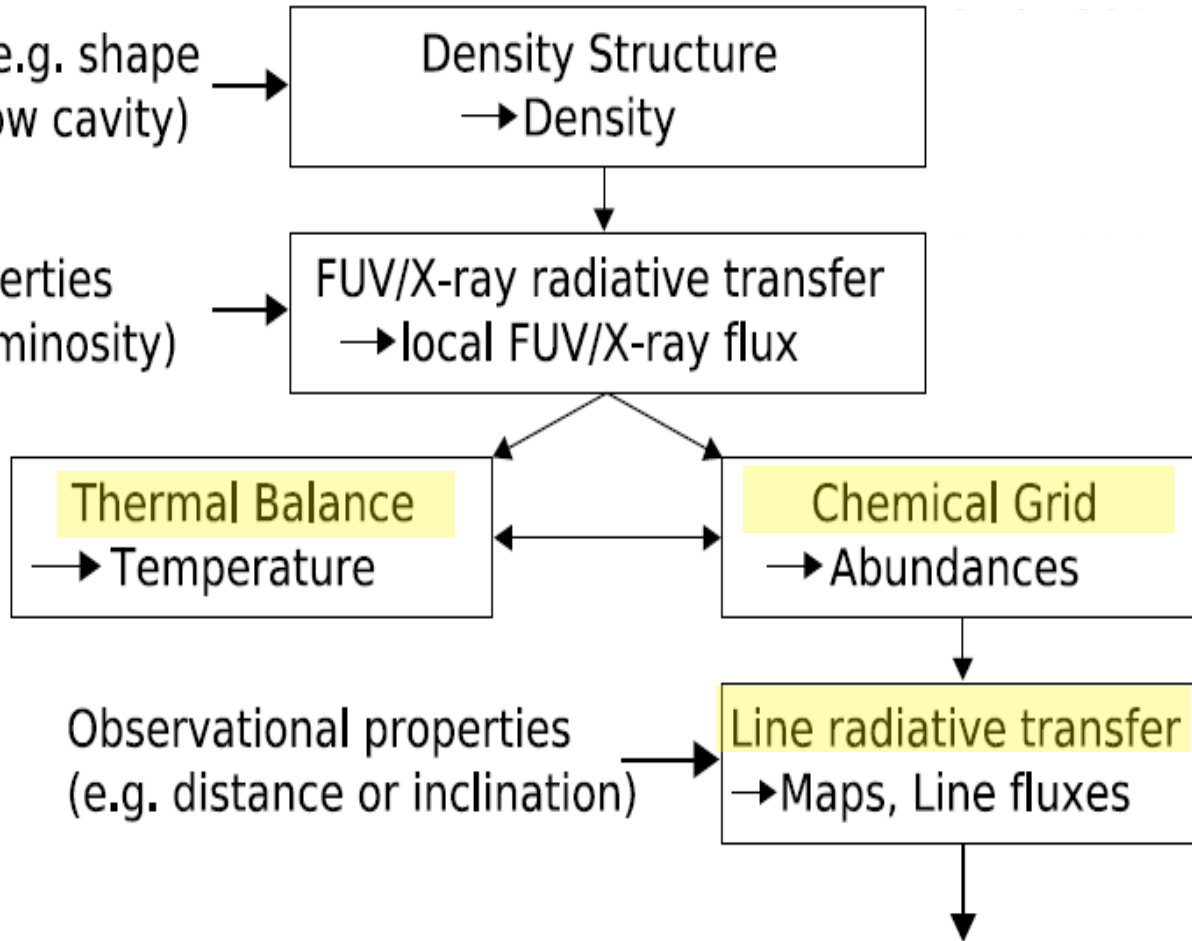 e.g. shape
ow cavity)
Density Structure
→Density
erties
minosity)
FUV/X-ray radiative transfer
→local FUV/X-ray flux
Thermal Balance
→Temperature
Chemical Grid
→Abundances
Observational properties
(e.g. distance or inclination)
Line radiative transfer
→Maps, Line fluxes